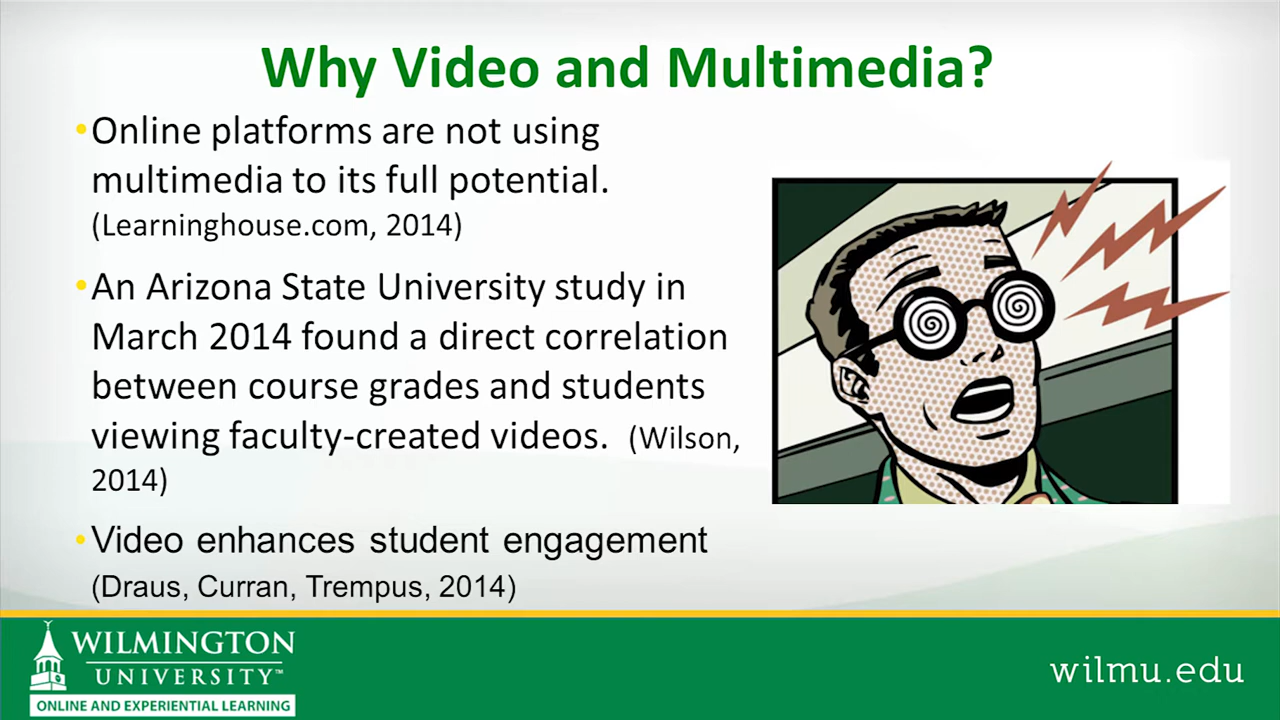 Why Video and Multimedia?
•Online platforms are not using
multimedia to its full potential.
(Learninghouse.com, 2014)
•An Arizona State University study in
March 2014 found a direct correlation
between course grades and students
viewing faculty-created videos. (Wilson,
2014)
•Video enhances student engagement
(Draus, Curran, Trempus, 2014)
WILMINGTON
UNIVERSITY™
ONLINE AND EXPERIENTIAL LEARNING
wilmu.edu